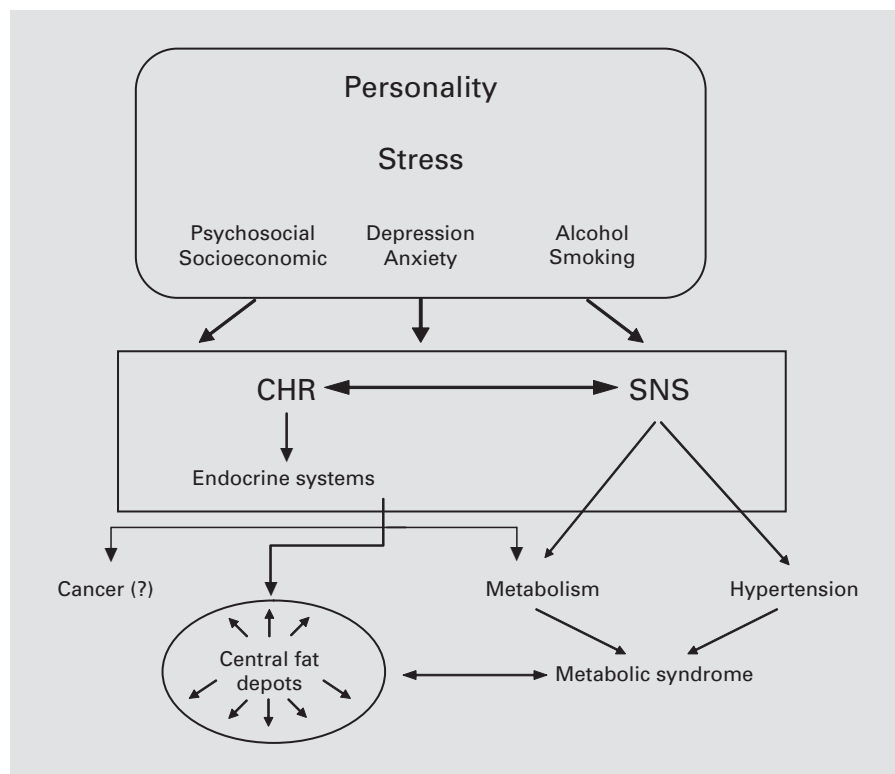 Personality
Stress
Psychosocial
Socioeconomic
Depression
Anxiety
Alcohol
Smoking
CHR
SNS
Endocrine systems
Cancer (?)
Metabolism
Hypertension
Central fat
depots
Metabolic syndrome